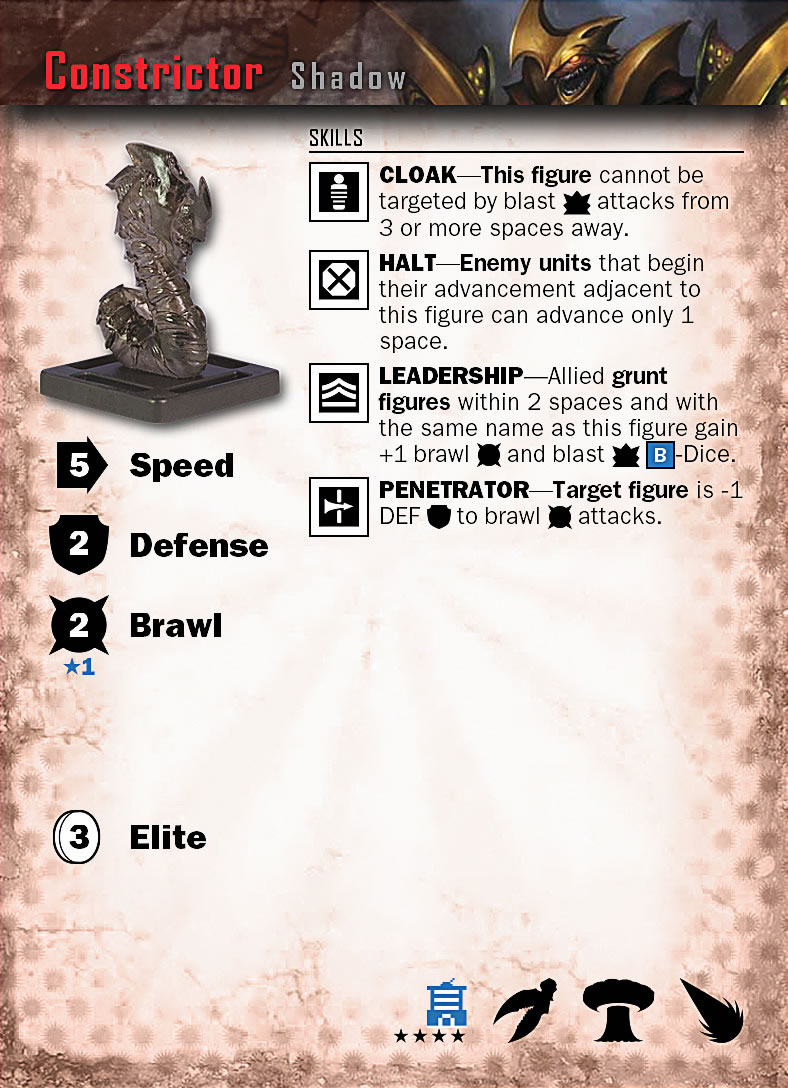 Constrictor Shadow
SKILLS
CLOAK—This figure cannot be
targeted by blast attacks from
3 or more spaces away.
HALT—Enemy units that begin
their advancement adjacent to
this figure can advance only 1
space.
LEADERSHIP—Allied grunt
figures within 2 spaces and with
the same name as this figure gain
+1 brawl and blast B-Dice.
PENETRATOR—Target figure is -1
DEF to brawl attacks.
5 Speed
2 Defense
2 Brawl
★1
3 Elite
★★★★